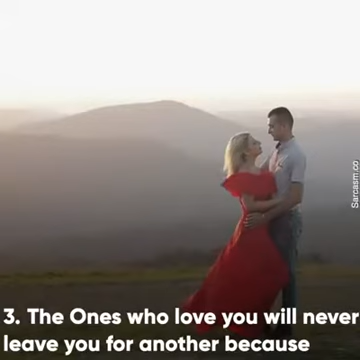 Sarcasm.co
3. The Ones who love you will never
leave you for another because